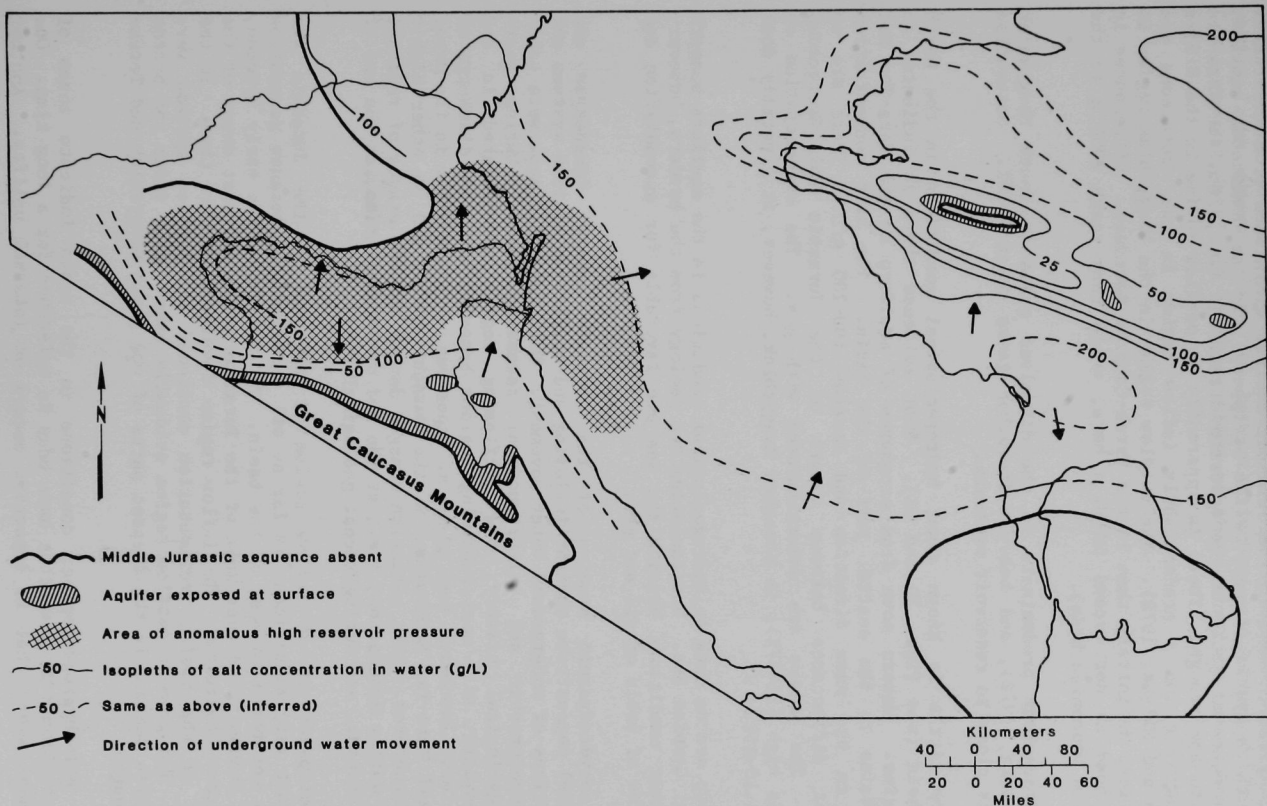 200
100
150
150
100
25
50
150
200
100
50
100
150
N
Great Caucasus Mountains
150
Middle Jurassic sequence absent
Aquifer exposed at surface
Area of anomalous high reservoir pressure
50 Isopleths of salt concentration in water (g/L)
50 Same as above (inferred)
Direction of underground water movement
Kilometers
40 0 40 80
20 0 20 40 60
Miles